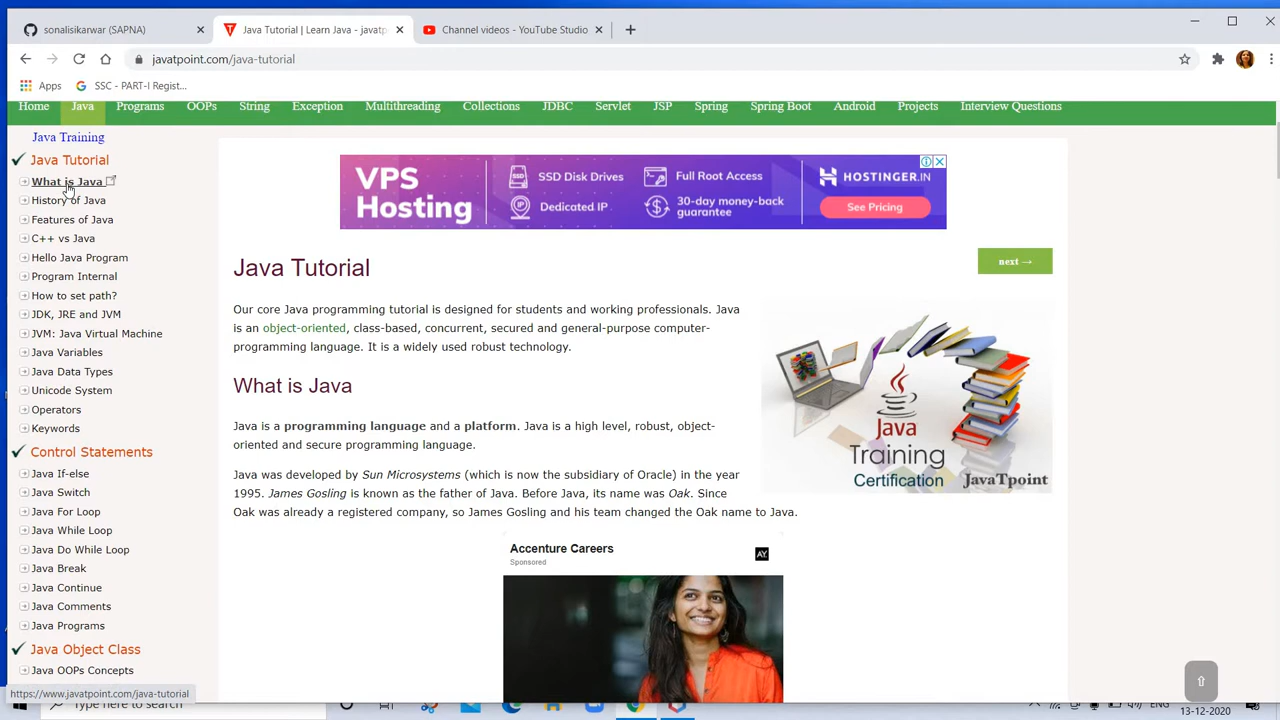 sonalisikarwar (SAPNA)
Java Tutorial | Learn Java - javatp
Channel videos - YouTube Studio
javatpoint.com/java-tutorial
Apps
SSC - PART-I Regist...
Home Java Programs OOPs String Exception Multithreading Collections JDBC Servlet JSP Spring Spring Boot Android Projects Interview Questions
Java Training
Java Tutorial
What is Java
History of Java
Features of Java
C++ vs Java
Hello Java Program
Program Internal
How to set path?
JDK, JRE and JVM
JVM: Java Virtual Machine
Java Variables
Java Data Types
Unicode System
Operators
Keywords
Control Statements
Java If-else
Java Switch
Java For Loop
Java While Loop
Java Do While Loop
Java Break
Java Continue
Java Comments
Java Programs
Java Object Class
Java OOPs Concepts
https://www.javatpoint.com/java-tutorial
VPS
Hosting
SSD Disk Drives
Dedicated IP
Full Root Access
30-day money-back
guarantee
HOSTINGER.IN
See Pricing
Java Tutorial
next →
Our core Java programming tutorial is designed for students and working professionals. Java
is an object-oriented, class-based, concurrent, secured and general-purpose computer-
programming language. It is a widely used robust technology.
What is Java
Java is a programming language and a platform. Java is a high level, robust, object-
oriented and secure programming language.
Java was developed by Sun Microsystems (which is now the subsidiary of Oracle) in the year
1995. James Gosling is known as the father of Java. Before Java, its name was Oak. Since
Oak was already a registered company, so James Gosling and his team changed the Oak name to Java.
Java
Training
Certification
JavaTpoint
Accenture Careers
Sponsored
AY
Type here to search
ENG
13-12-2020